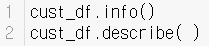 1 cust_df.info()
2 cust_df.describe( )